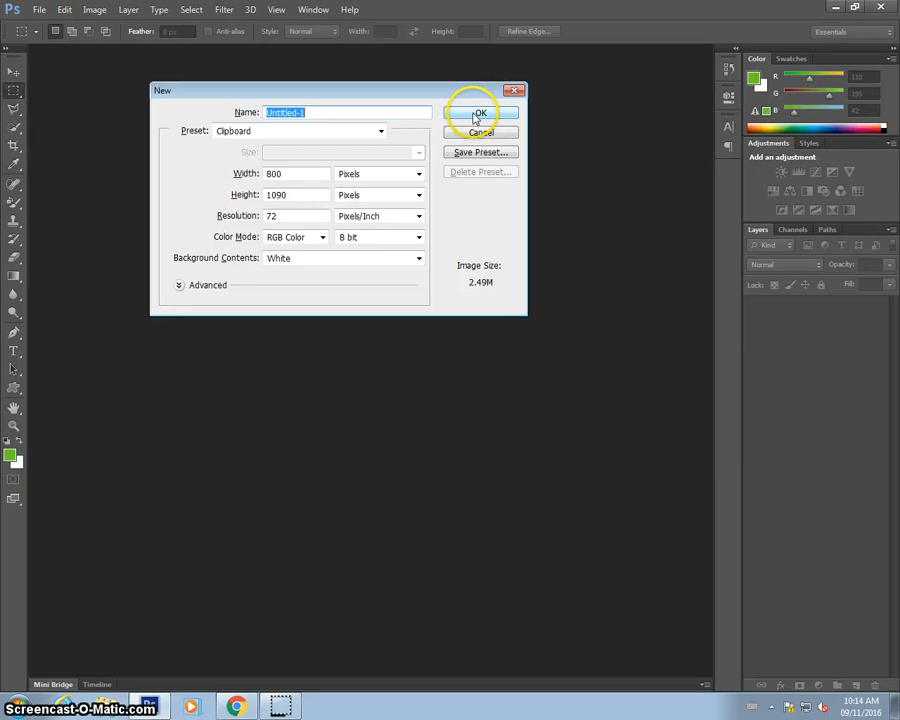 Ps File Edit Image Layer Type Select Filter 3D View Window Help
Feather: 0 px Anti-alias Style: Normal Width: Height: Refine Edge... Essentials
New
Name: Untitled-1 OK
Preset: Clipboard Cancel
Size: Save Preset...
Width: 800 Pixels Delete Preset...
Height: 1090 Pixels
Resolution: 72 Pixels/Inch
Color Mode: RGB Color 8 bit
Background Contents: White
Advanced
Image Size:
2.49M
Color Swatches
R 110
G 195
B 42
Adjustments Styles
Add an adjustment
Layers Channels Paths
Kind
Normal Opacity:
Lock: Fill:
Mini Bridge Timeline
Screencast-O-Matic.com
10:14 AM
09/11/2016